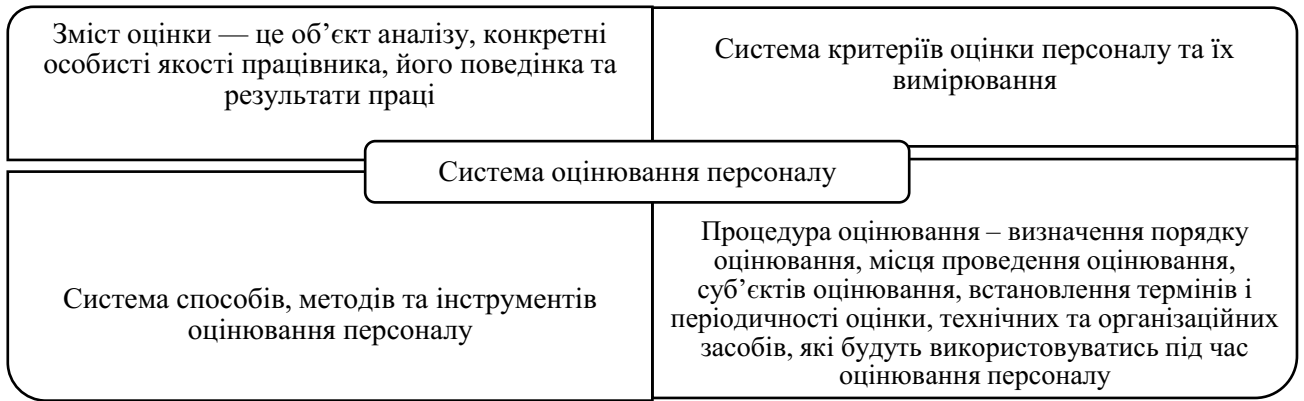 Зміст оцінки — це об’єкт аналізу, конкретні
особисті якості працівника, його поведінка та
результати праці
Система критеріїв оцінки персоналу та їх
вимірювання
Система оцінювання персоналу
Система способів, методів та інструментів
оцінювання персоналу
Процедура оцінювання – визначення порядку
оцінювання, місця проведення оцінювання,
суб’єктів оцінювання, встановлення термінів і
періодичності оцінки, технічних та організаційних
засобів, які будуть використовуватись під час
оцінювання персоналу